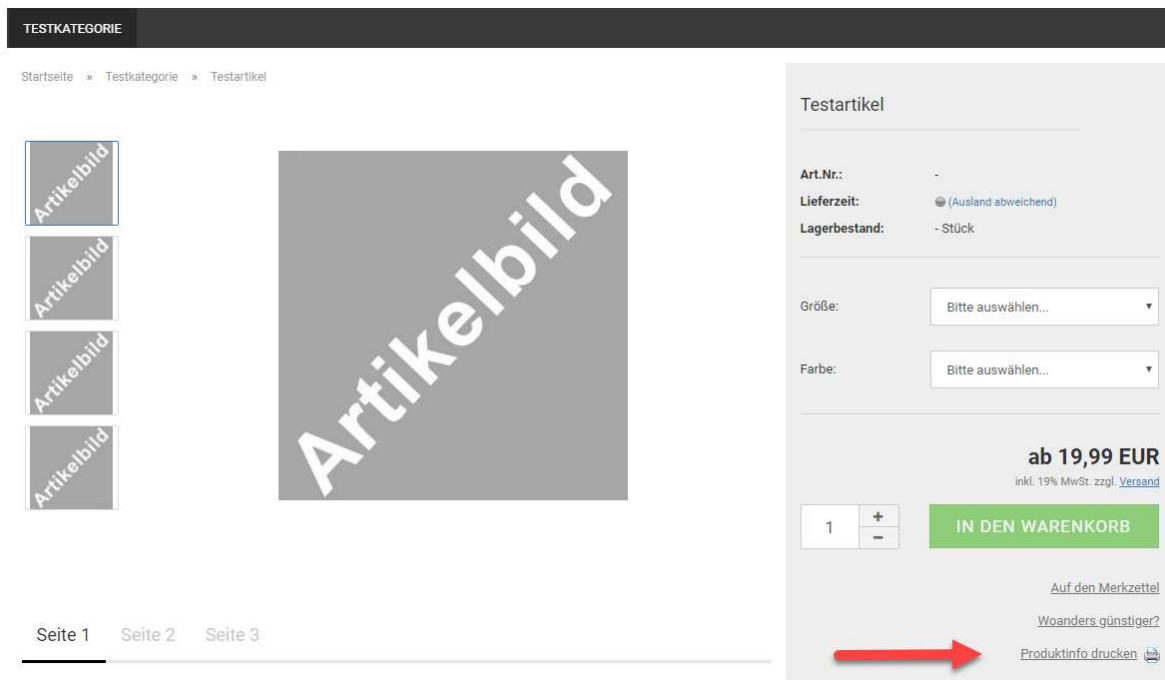 TESTKATEGORIE
Startseite » Testkategorie » Testartikel
Artikelbild
Artikelbild
Artikelbild
Artikelbild
Artikelbild
Testartikel
Art.Nr.: -
Lieferzeit: (Ausland abweichend)
Lagerbestand: - Stück
Größe: Bitte auswählen...
Farbe: Bitte auswählen...
ab 19,99 EUR
inkl. 19% MwSt. zzgl. Versand
1 + −
IN DEN WARENKORB
Auf den Merkzettel
Woanders günstiger?
Produktinfo drucken
Seite 1 Seite 2 Seite 3